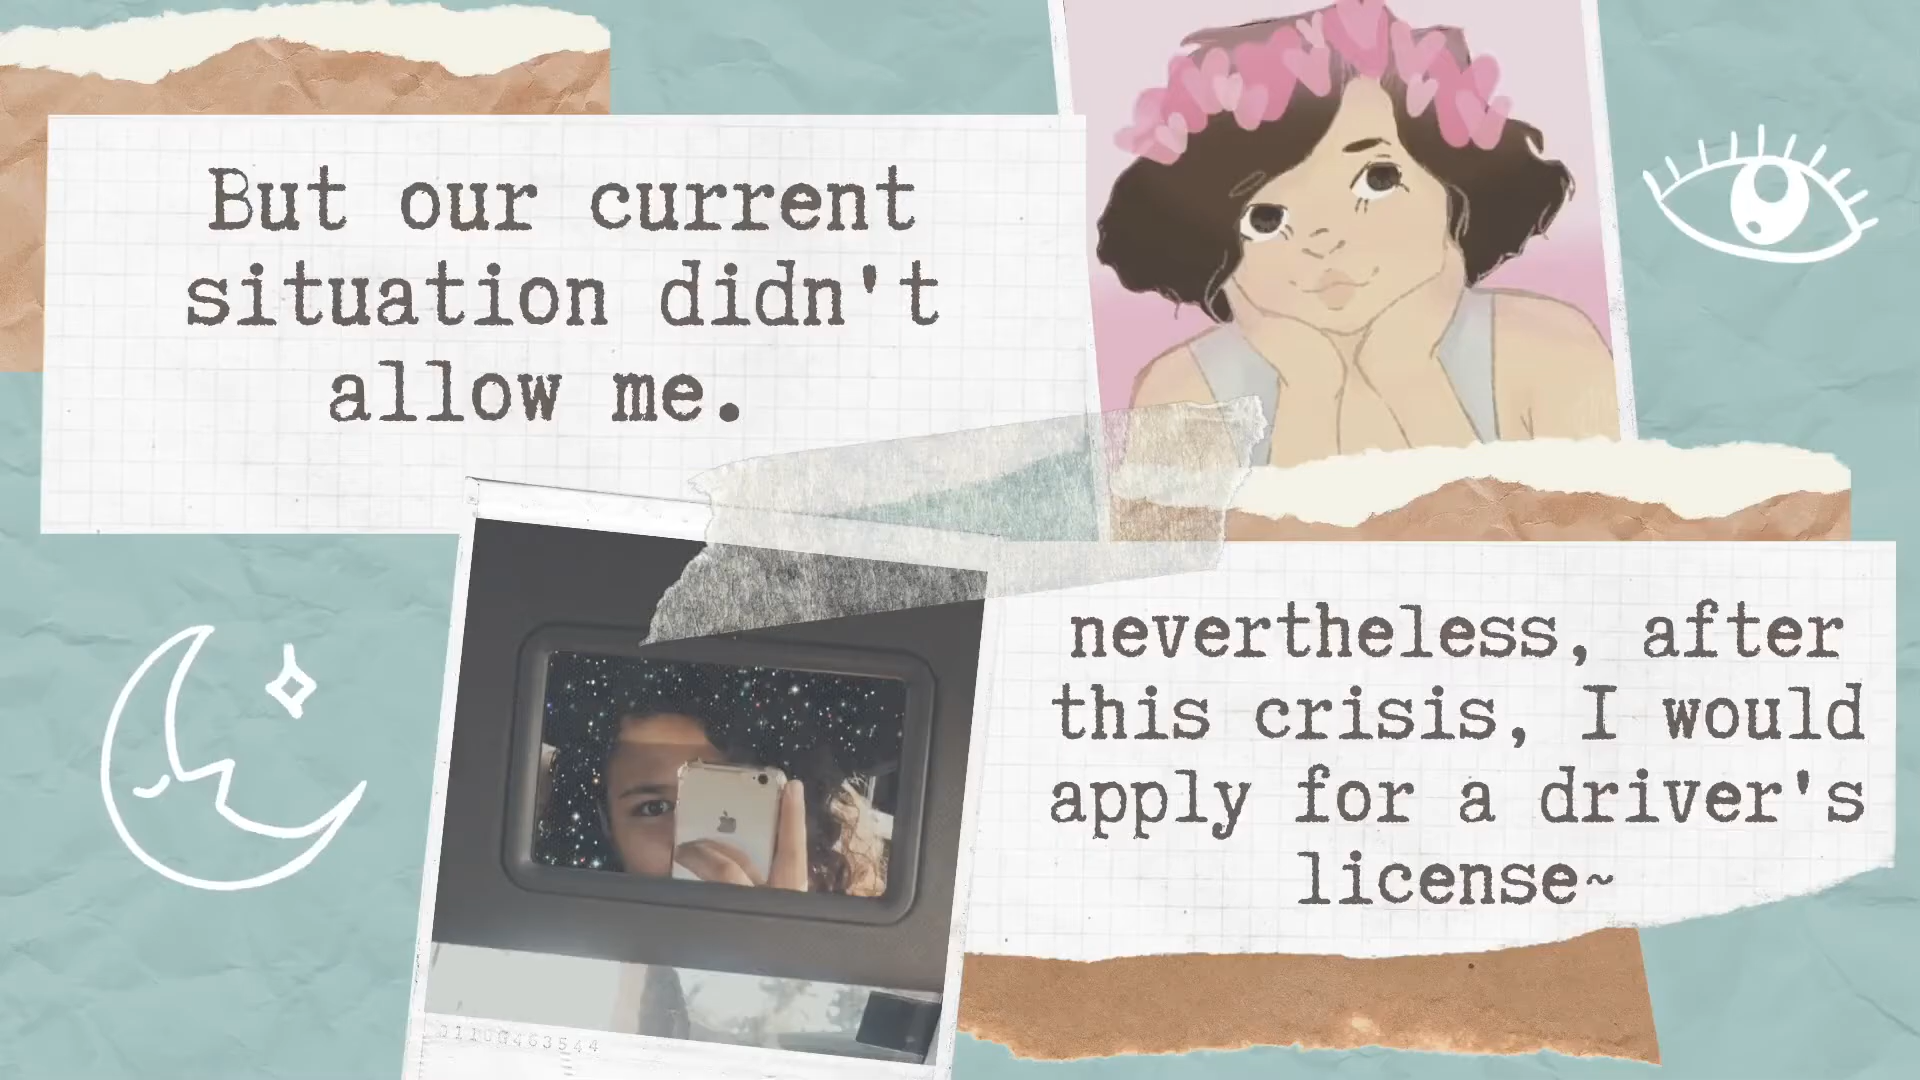 But our current
situation didn't
allow me.
nevertheless, after
this crisis, I would
apply for a driver's
license~